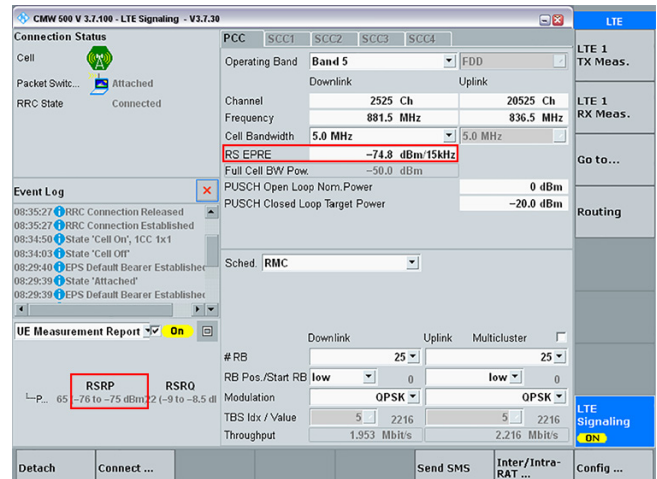 CMW 500 V 3.7.100 - LTE Signaling - V3.7.30
LTE
Connection Status
Cell
Packet Switc... Attached
RRC State Connected
PCC SCC1 SCC2 SCC3 SCC4
Operating Band Band 5 FDD
Downlink Uplink
Channel 2525 Ch 20525 Ch
Frequency 881.5 MHz 836.5 MHz
Cell Bandwidth 5.0 MHz 5.0 MHz
RS EPRE -74.8 dBm/15kHz
Full Cell BW Pow. -50.0 dBm
PUSCH Open Loop Nom.Power 0 dBm
PUSCH Closed Loop Target Power -20.0 dBm
Event Log
08:35:27 RRC Connection Released
08:35:27 RRC Connection Established
08:34:50 State 'Cell On', 1CC 1x1
08:34:03 State 'Cell Off'
08:29:40 EPS Default Bearer Established
08:29:39 State 'Attached'
08:29:39 EPS Default Bearer Established
Sched. RMC
UE Measurement Report On
RSRP RSRQ
P... 65 (-76 to -75 dBm) 22 (-9 to -8.5 d
Downlink Uplink Multicluster
# RB 25 25
RB Pos./Start RB low 0 low 0
Modulation QPSK QPSK
TBS Idx / Value 5 2216 5 2216
Throughput 1.953 Mbit/s 2.216 Mbit/s
LTE 1
TX Meas.
LTE 1
RX Meas.
Go to...
Routing
LTE
Signaling
ON
Detach Connect ... Send SMS Inter/Intra-
RAT ... Config ...